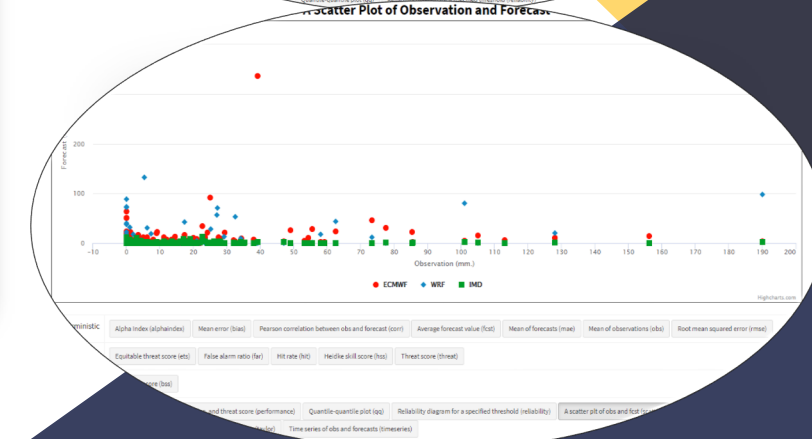 Scatter Plot of Observation and Forecast
200
100
0
Forecast
-10 0 10 20 30 40 50 60 70 80 90 100 110 120 130 140 150 160 170 180 190 200
Observation (mm.)
ECMWF WRF IMD
Highcharts.com
Alpha Index (alphaindex) Mean error (bias) Pearson correlation between obs and forecast (corr) Average forecast value (fcst) Mean of forecasts (mae) Mean of observations (obs) Root mean squared error (rmse)
Equitable threat score (ets) False alarm ratio (far) Hit rate (hit) Heidke skill score (hss) Threat score (threat)
(bss)
and threat score (performance) Quantile-quantile plot (qq) Reliability diagram for a specified threshold (reliability) A scatter plt of obs and fcst
Time series of obs and forecasts (timeseries)